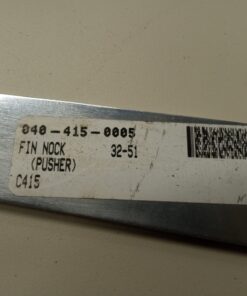 040-415-0005
FIN NOCK 32-51
(PUSHER)
C415